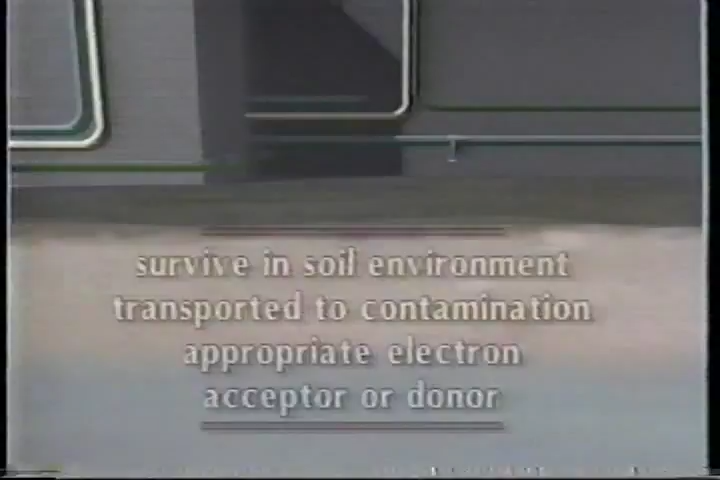 survive in soil environment
transported to contamination
appropriate electron
acceptor or donor